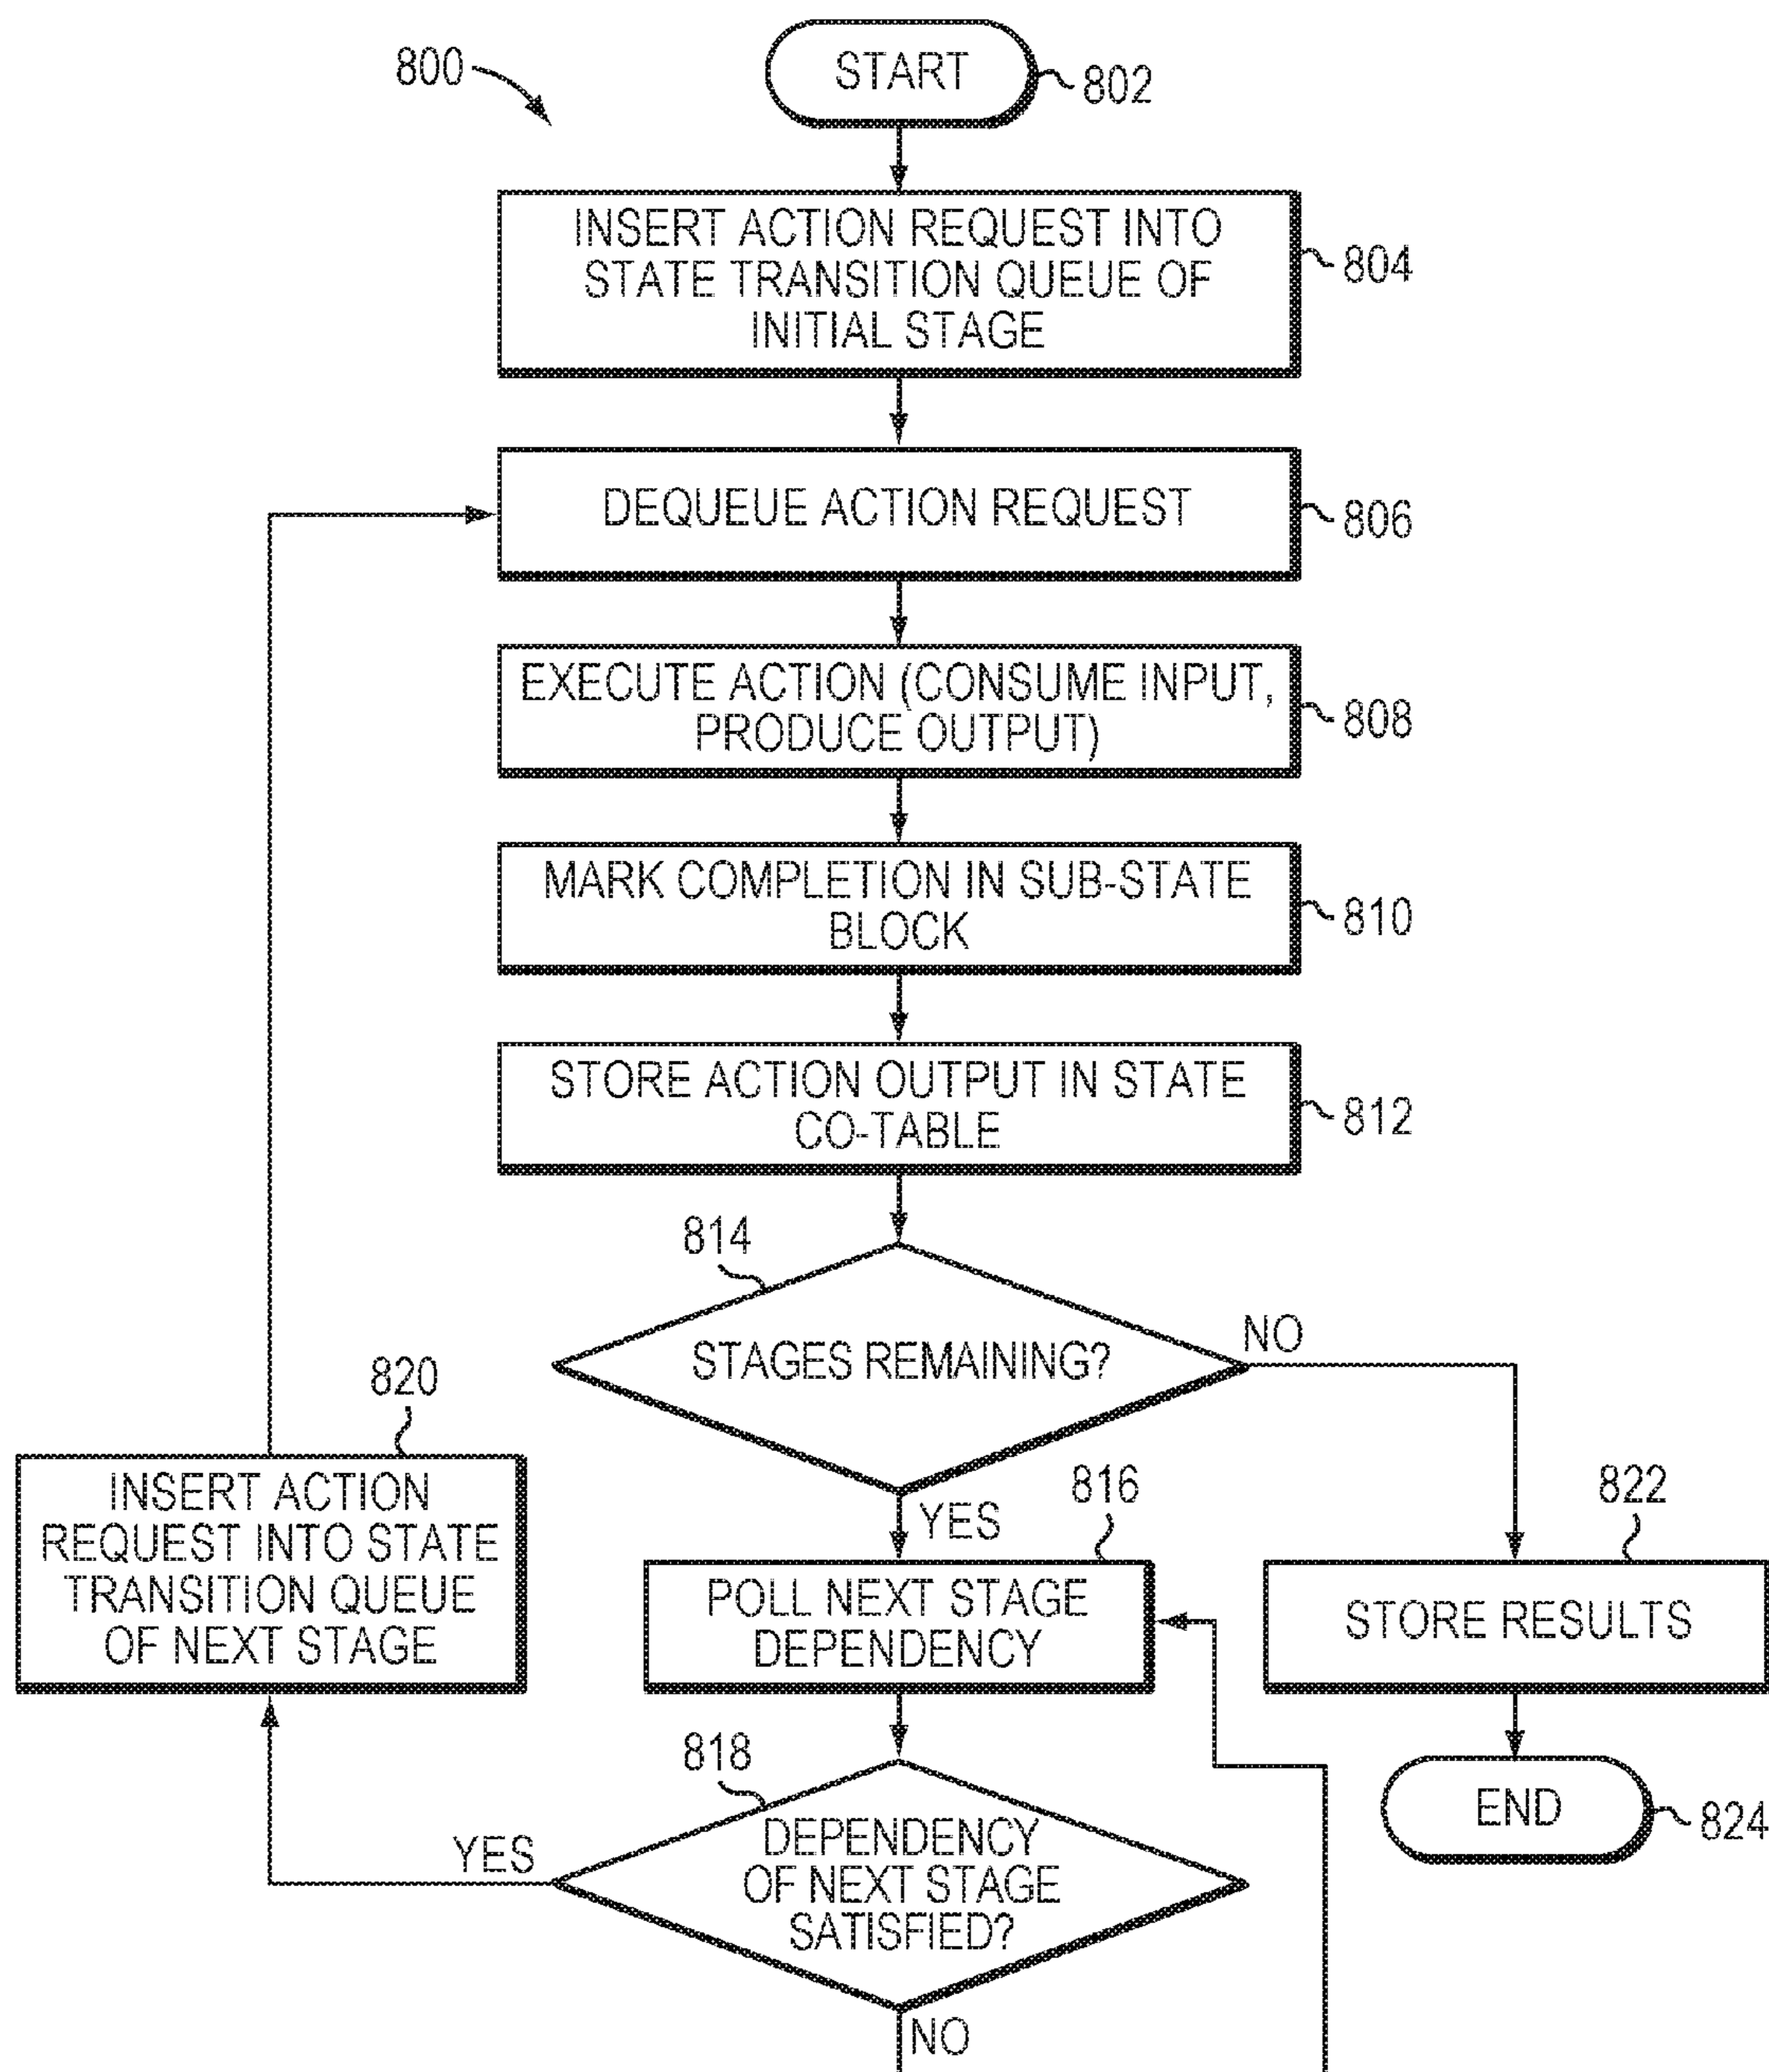 800
START
802
INSERT ACTION REQUEST INTO
STATE TRANSITION QUEUE OF
INITIAL STAGE
804
DEQUEUE ACTION REQUEST
806
EXECUTE ACTION (CONSUME INPUT,
PRODUCE OUTPUT)
808
MARK COMPLETION IN SUB-STATE
BLOCK
810
STORE ACTION OUTPUT IN STATE
CO-TABLE
812
814
STAGES REMAINING?
NO
YES
820
INSERT ACTION
REQUEST INTO STATE
TRANSITION QUEUE
OF NEXT STAGE
816
POLL NEXT STAGE
DEPENDENCY
822
STORE RESULTS
818
DEPENDENCY
OF NEXT STAGE
SATISFIED?
YES
NO
END
824